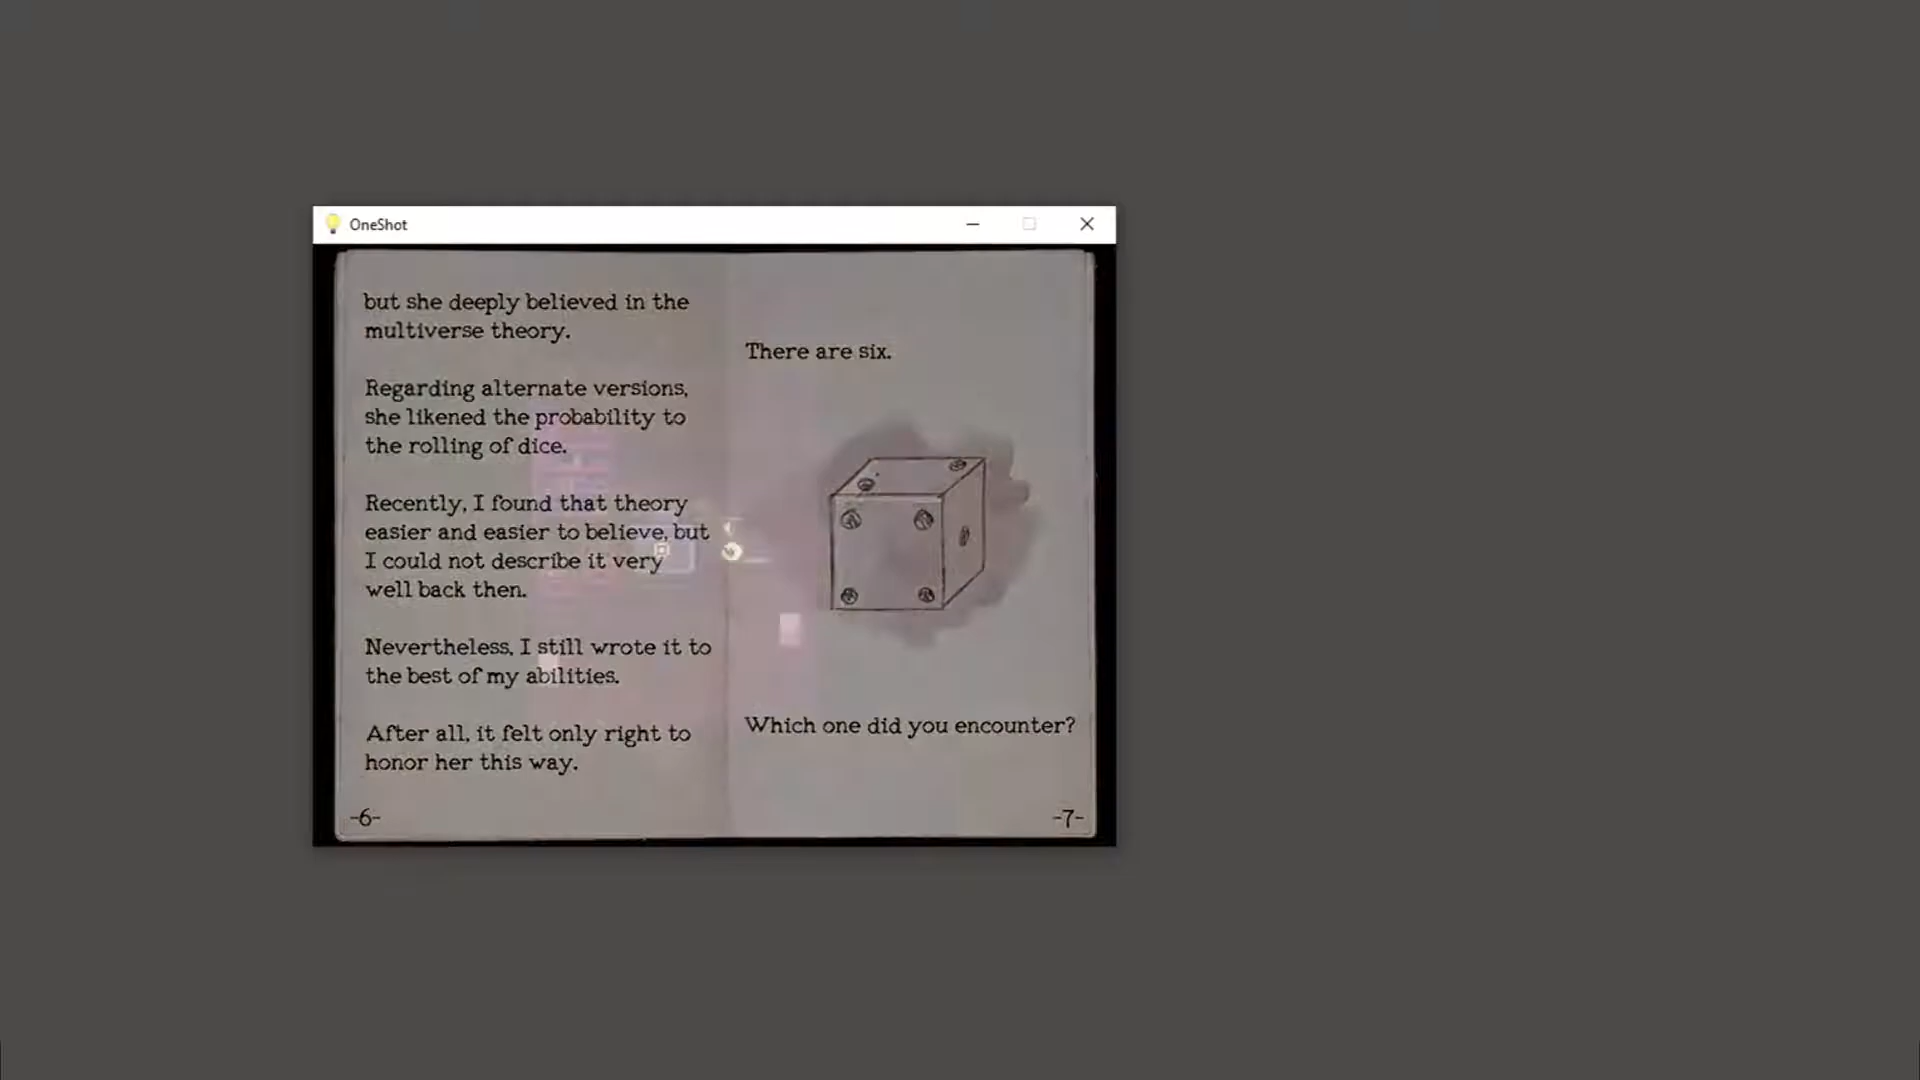 OneShot
but she deeply believed in the
multiverse theory.
Regarding alternate versions,
she likened the probability to
the rolling of dice.
Recently, I found that theory
easier and easier to believe, but
I could not describe it very
well back then.
Nevertheless, I still wrote it to
the best of my abilities.
After all, it felt only right to
honor her this way.
-6-
There are six.
Which one did you encounter?
-7-